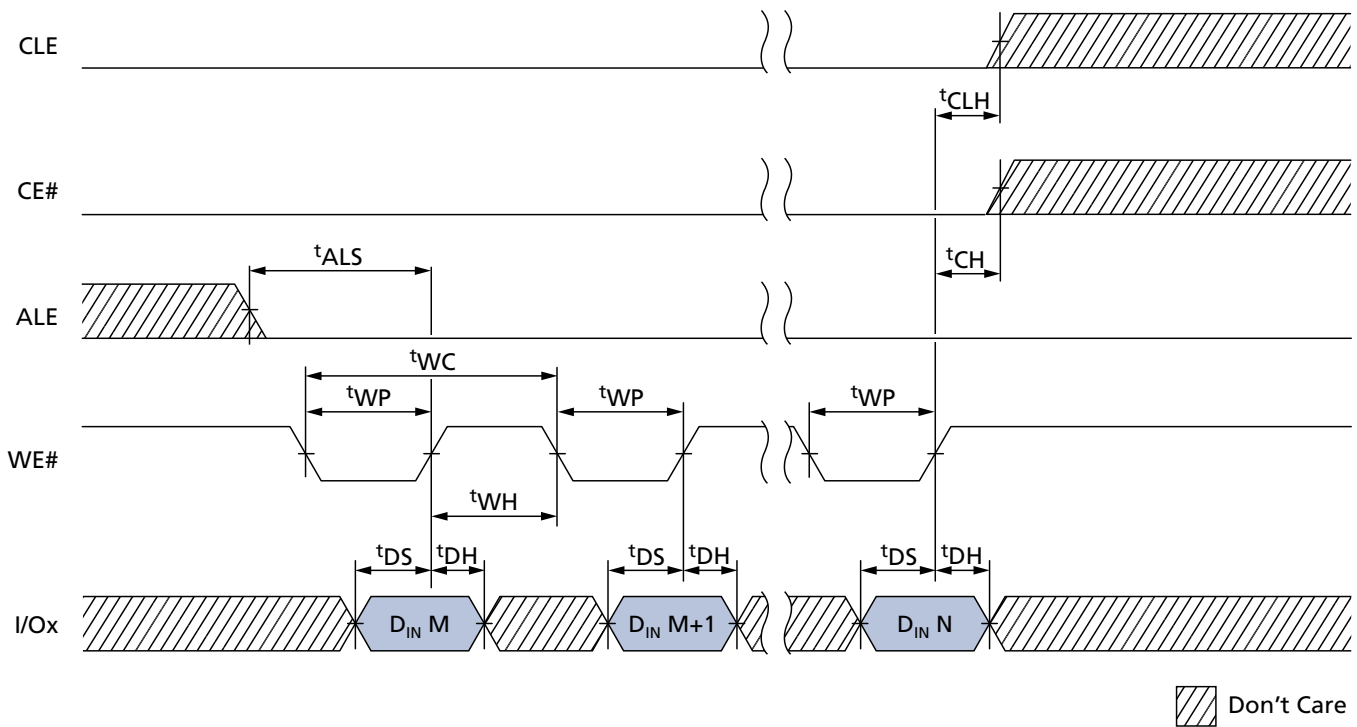 CLE
tCLH
CE#
tALS
tCH
ALE
tWC
tWP tWP tWP
WE#
tWH
tDS tDH tDS tDH tDS tDH
I/Ox DIN M DIN M+1 DIN N
Don't Care